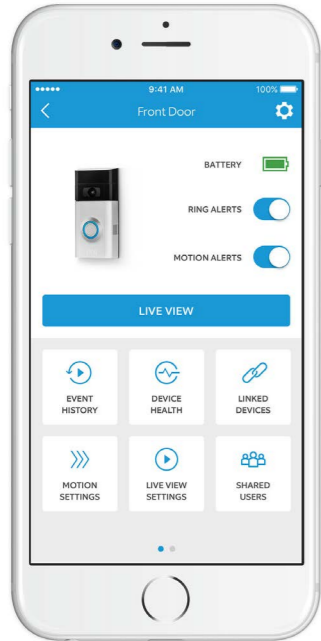 9:41 AM
100%
Front Door
BATTERY
RING ALERTS
MOTION ALERTS
LIVE VIEW
EVENT
HISTORY
DEVICE
HEALTH
LINKED
DEVICES
MOTION
SETTINGS
LIVE VIEW
SETTINGS
SHARED
USERS